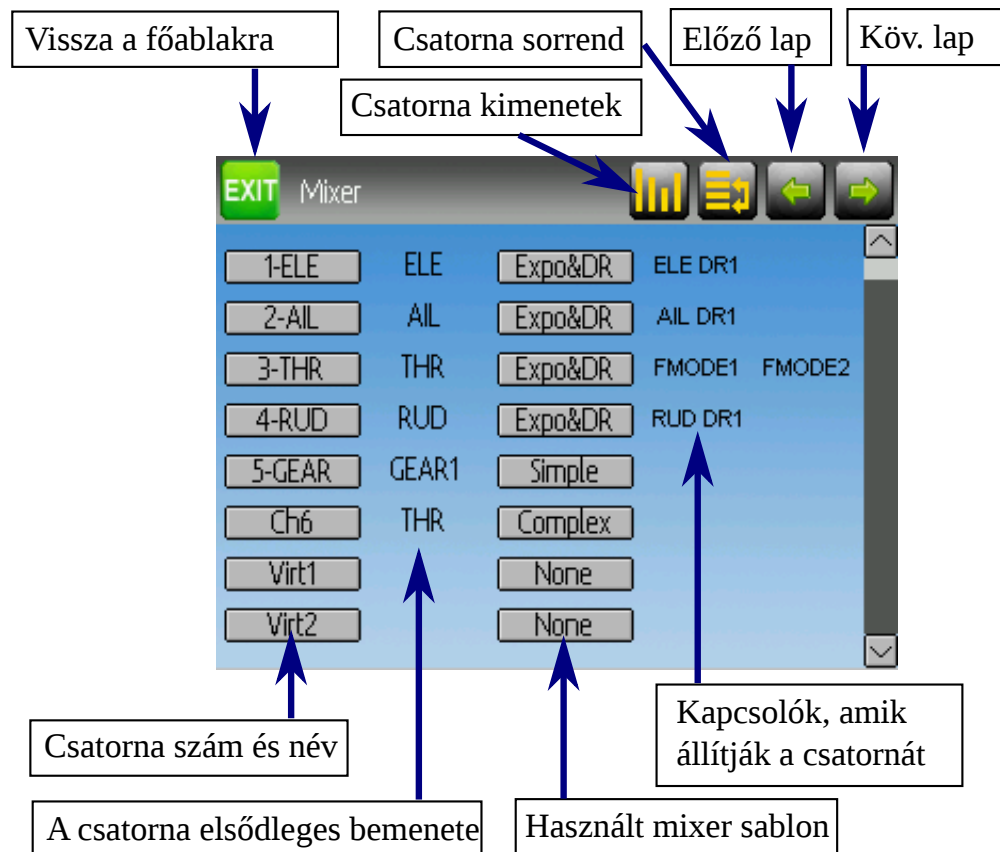 Vissza a főablakra
Csatorna sorrend
Előző lap
Köv. lap
Csatorna kimenetek
EXIT Mixer
1-ELE ELE Expo&DR ELE DR1
2-AIL AIL Expo&DR AIL DR1
3-THR THR Expo&DR FMODE1 FMODE2
4-RUD RUD Expo&DR RUD DR1
5-GEAR GEAR1 Simple
Ch6 THR Complex
Virt1 None
Virt2 None
Csatorna szám és név
Kapcsolók, amik
állítják a csatornát
A csatorna elsődleges bemenete
Használt mixer sablon